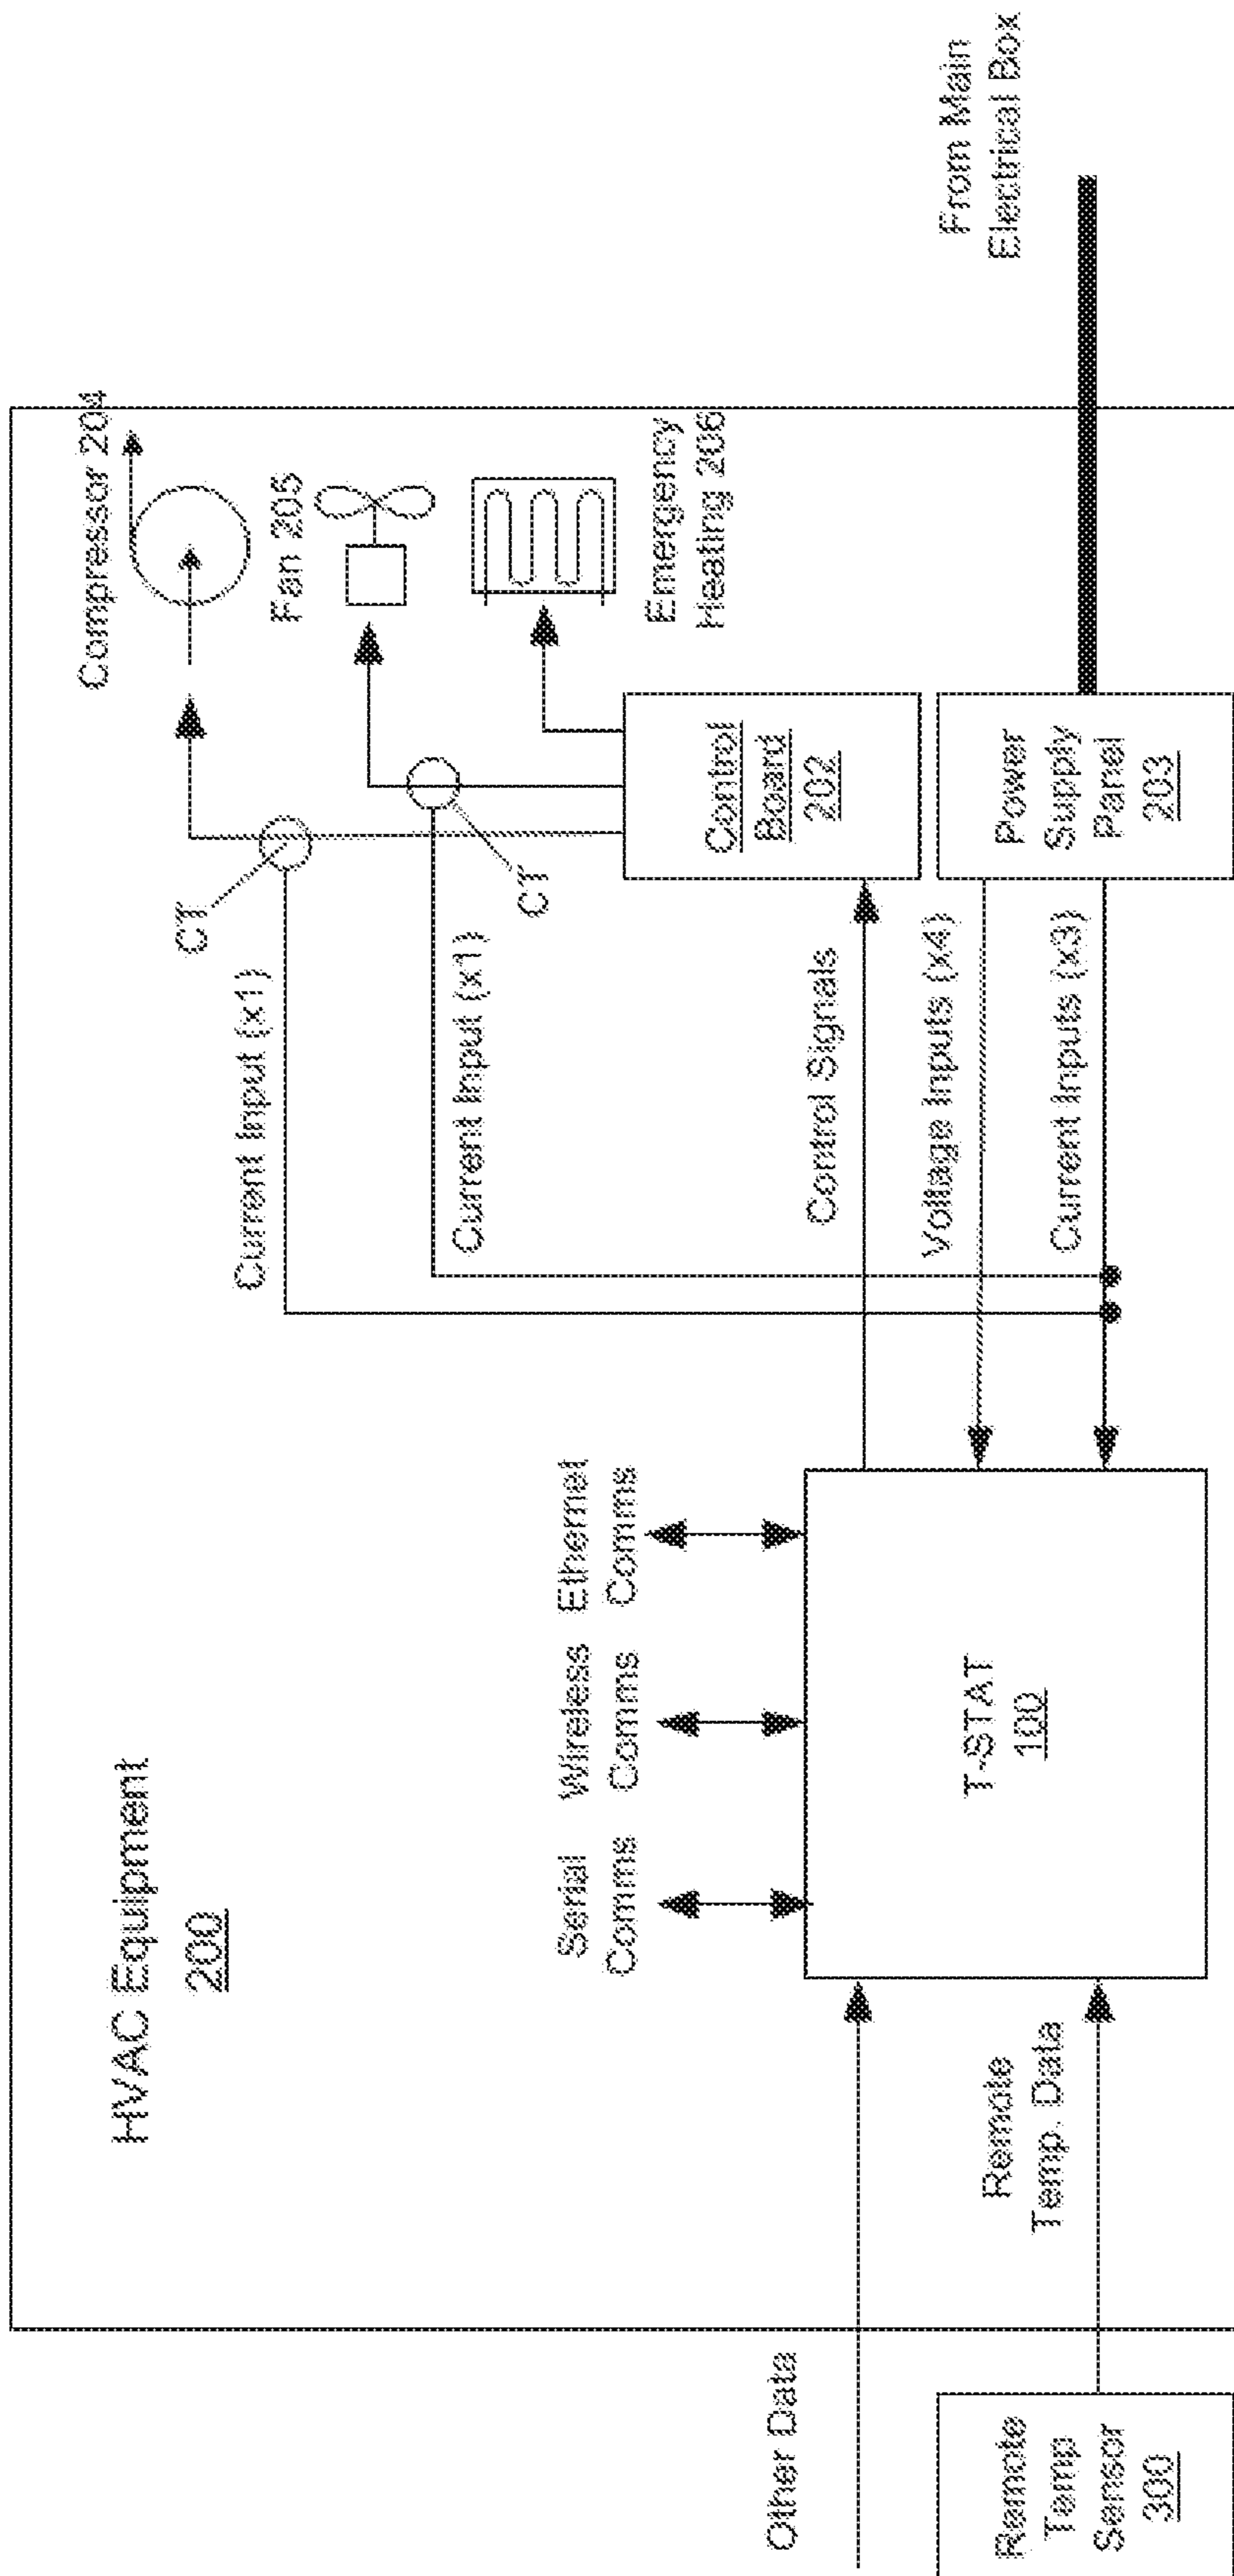 HVAC Equipment
200
Compressor 204
Fan 205
Emergency
Heating 206
CT
CT
Current Input (x1)
Current Input (x1)
Control
Board
202
Control Signals
Voltage Inputs (x4)
Current Inputs (x3)
Power
Supply
Panel
203
From Main
Electrical Box
Serial
Comms
Wireless
Comms
Ethernet
Comms
T-STAT
100
Other Data
Remote
Temp. Data
Remote
Temp
Sensor
300